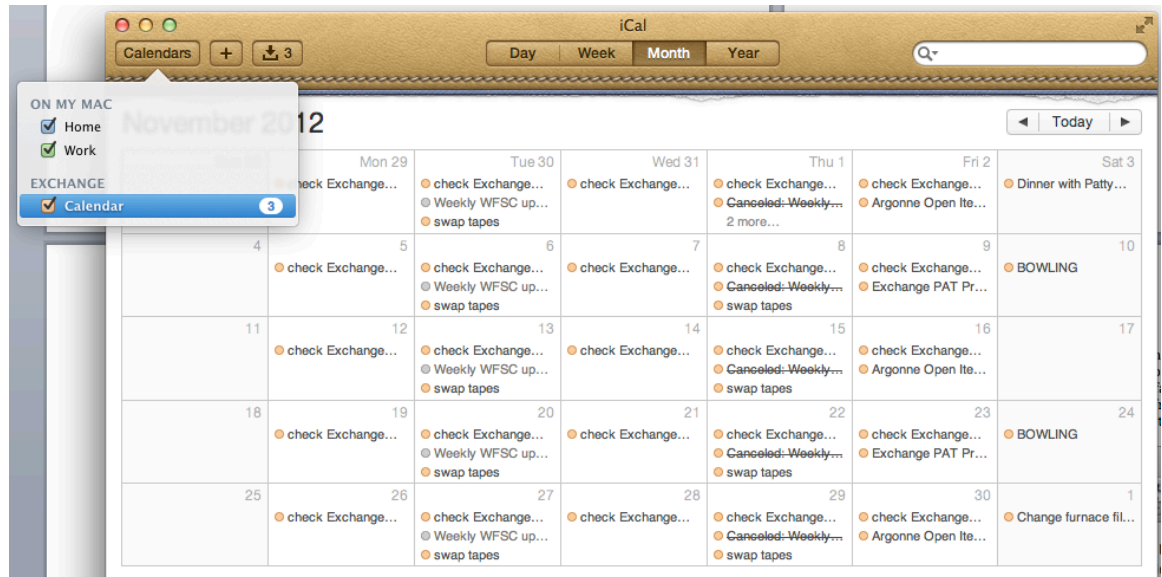 iCal
Calendars + 3 Day Week Month Year
ON MY MAC
Home
Work
EXCHANGE
Calendar 3
November 2012
Today
Mon 29 Tue 30 Wed 31 Thu 1 Fri 2 Sat 3
check Exchange... check Exchange... check Exchange... check Exchange... check Exchange... Dinner with Patty...
Weekly WFSC up... Canceled: Weekly... Argonne Open Ite...
swap tapes 2 more...
4 5 6 7 8 9 10
check Exchange... check Exchange... check Exchange... check Exchange... check Exchange... BOWLING
Weekly WFSC up... Canceled: Weekly... Exchange PAT Pr...
swap tapes swap tapes
11 12 13 14 15 16 17
check Exchange... check Exchange... check Exchange... check Exchange... check Exchange...
Weekly WFSC up... Canceled: Weekly... Argonne Open Ite...
swap tapes swap tapes
18 19 20 21 22 23 24
check Exchange... check Exchange... check Exchange... check Exchange... check Exchange... BOWLING
Weekly WFSC up... Canceled: Weekly... Exchange PAT Pr...
swap tapes swap tapes
25 26 27 28 29 30 1
check Exchange... check Exchange... check Exchange... check Exchange... check Exchange... Change furnace fil...
Weekly WFSC up... Canceled: Weekly... Argonne Open Ite...
swap tapes swap tapes